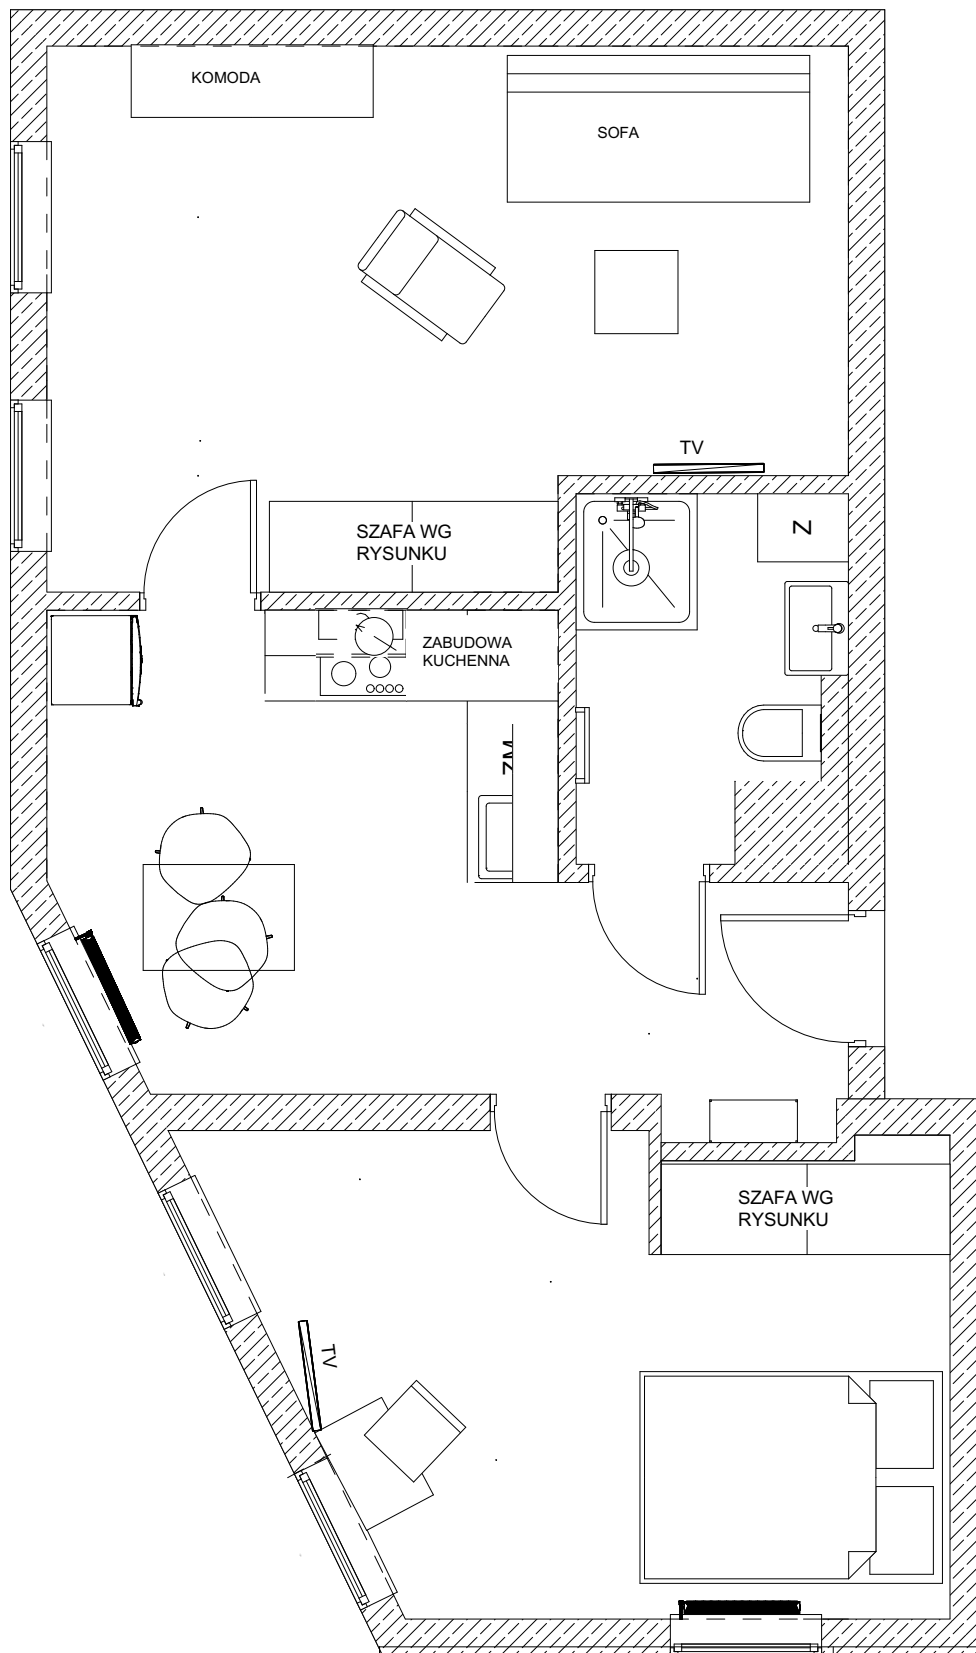 KOMODA
SOFA
TV
SZAFA WG
RYSUNKU
Z
ZABUDOWA
KUCHENNA
ZM
SZAFA WG
RYSUNKU
TV